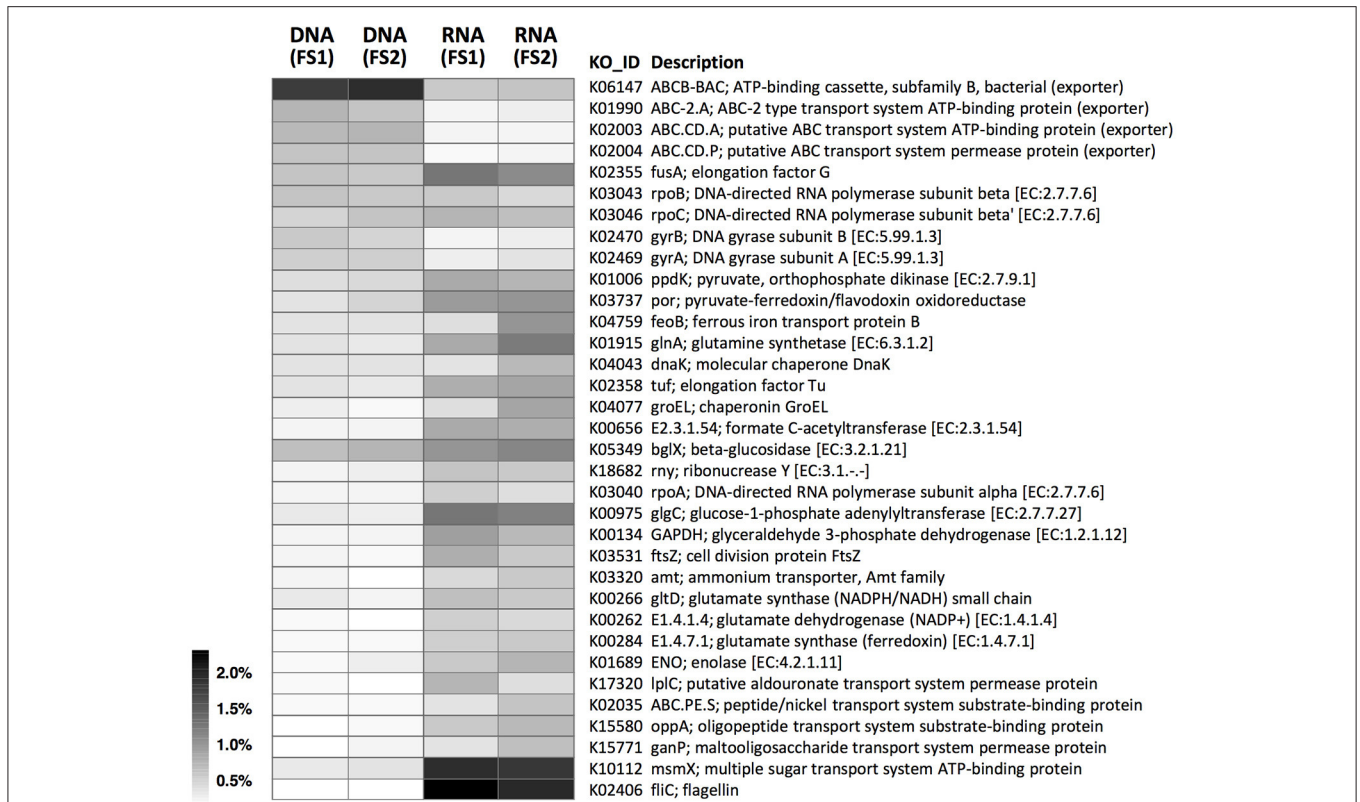 DNA DNA RNA RNA
(FS1) (FS2) (FS1) (FS2)
KO_ID Description
K06147 ABCB-BAC; ATP-binding cassette, subfamily B, bacterial (exporter)
K01990 ABC-2.A; ABC-2 type transport system ATP-binding protein (exporter)
K02003 ABC.CD.A; putative ABC transport system ATP-binding protein (exporter)
K02004 ABC.CD.P; putative ABC transport system permease protein (exporter)
K02355 fusA; elongation factor G
K03043 rpoB; DNA-directed RNA polymerase subunit beta [EC:2.7.7.6]
K03046 rpoC; DNA-directed RNA polymerase subunit beta' [EC:2.7.7.6]
K02470 gyrB; DNA gyrase subunit B [EC:5.99.1.3]
K02469 gyrA; DNA gyrase subunit A [EC:5.99.1.3]
K01006 ppdK; pyruvate, orthophosphate dikinase [EC:2.7.9.1]
K03737 por; pyruvate-ferredoxin/flavodoxin oxidoreductase
K04759 feoB; ferrous iron transport protein B
K01915 glnA; glutamine synthetase [EC:6.3.1.2]
K04043 dnaK; molecular chaperone DnaK
K02358 tuf; elongation factor Tu
K04077 groEL; chaperonin GroEL
K00656 E2.3.1.54; formate C-acetyltransferase [EC:2.3.1.54]
K05349 bglX; beta-glucosidase [EC:3.2.1.21]
K18682 rny; ribonucrease Y [EC:3.1.-.-]
K03040 rpoA; DNA-directed RNA polymerase subunit alpha [EC:2.7.7.6]
K00975 glgC; glucose-1-phosphate adenylyltransferase [EC:2.7.7.27]
K00134 GAPDH; glyceraldehyde 3-phosphate dehydrogenase [EC:1.2.1.12]
K03531 ftsZ; cell division protein FtsZ
K03320 amt; ammonium transporter, Amt family
K00266 gltD; glutamate synthase (NADPH/NADH) small chain
K00262 E1.4.1.4; glutamate dehydrogenase (NADP+) [EC:1.4.1.4]
K00284 E1.4.7.1; glutamate synthase (ferredoxin) [EC:1.4.7.1]
K01689 ENO; enolase [EC:4.2.1.11]
K17320 lplC; putative aldouronate transport system permease protein
K02035 ABC.PE.S; peptide/nickel transport system substrate-binding protein
K15580 oppA; oligopeptide transport system substrate-binding protein
K15771 ganP; maltooligosaccharide transport system permease protein
K10112 msmX; multiple sugar transport system ATP-binding protein
K02406 fliC; flagellin
2.0%
1.5%
1.0%
0.5%